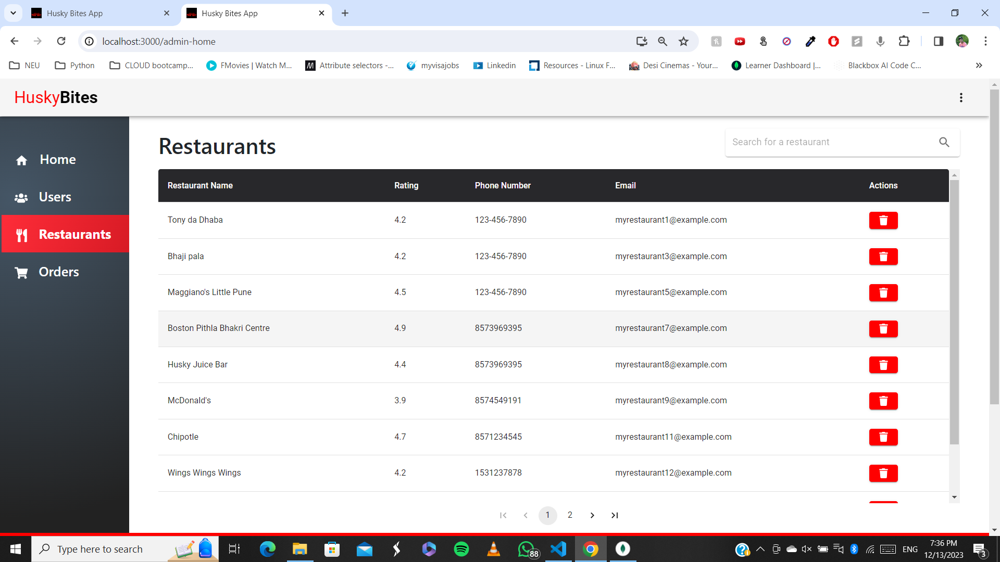 Husky Bites App
Husky Bites App
localhost:3000/admin-home
NEU
Python
CLOUD bootcamp...
FMovies | Watch M...
Attribute selectors -...
myvisajobs
Linkedin
Resources - Linux F...
Desi Cinemas - Your...
Learner Dashboard |...
Blackbox AI Code C...
HuskyBites
Home
Users
Restaurants
Orders
Restaurants
Search for a restaurant
Restaurant Name Rating Phone Number Email Actions
Tony da Dhaba 4.2 123-456-7890 myrestaurant1@example.com
Bhaji pala 4.2 123-456-7890 myrestaurant3@example.com
Maggiano's Little Pune 4.5 123-456-7890 myrestaurant5@example.com
Boston Pithla Bhakri Centre 4.9 8573969395 myrestaurant7@example.com
Husky Juice Bar 4.4 8573969395 myrestaurant8@example.com
McDonald's 3.9 8574549191 myrestaurant9@example.com
Chipotle 4.7 8571234545 myrestaurant11@example.com
Wings Wings Wings 4.2 1531237878 myrestaurant12@example.com
1 2
Type here to search
88
ENG
7:36 PM
12/13/2023
3